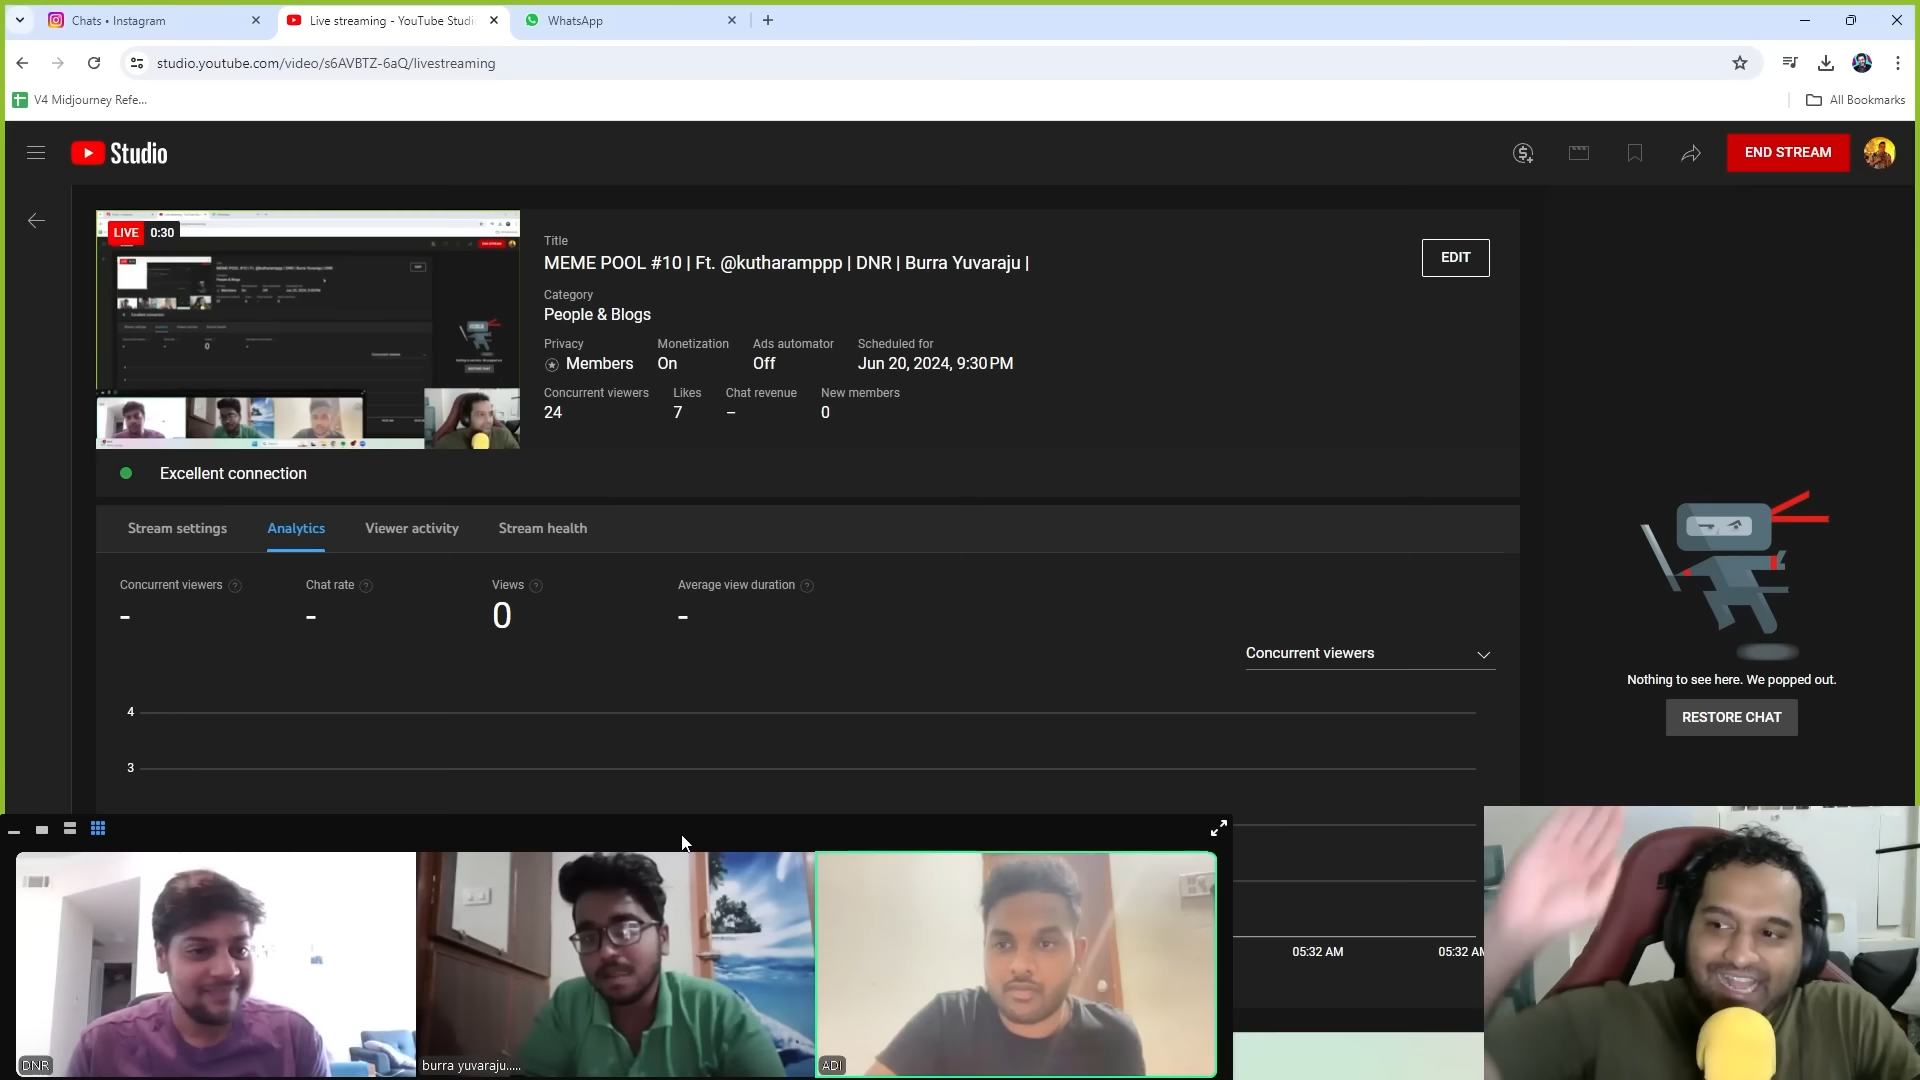 Chats • Instagram
Live streaming - YouTube Studi
WhatsApp
studio.youtube.com/video/s6AVBTZ-6aQ/livestreaming
V4 Midjourney Refe...
All Bookmarks
Studio
END STREAM
LIVE 0:30
Title
MEME POOL #10 | Ft. @kutharamppp | DNR | Burra Yuvaraju |
EDIT
Category
People & Blogs
Privacy Monetization Ads automator Scheduled for
Members On Off Jun 20, 2024, 9:30 PM
Concurrent viewers Likes Chat revenue New members
24 7 – 0
Excellent connection
Stream settings Analytics Viewer activity Stream health
Concurrent viewers Chat rate Views Average view duration
- - 0 -
Concurrent viewers
4
3
Nothing to see here. We popped out.
RESTORE CHAT
05:32 AM 05:32 AM
DNR
burra yuvaraju.....
ADI